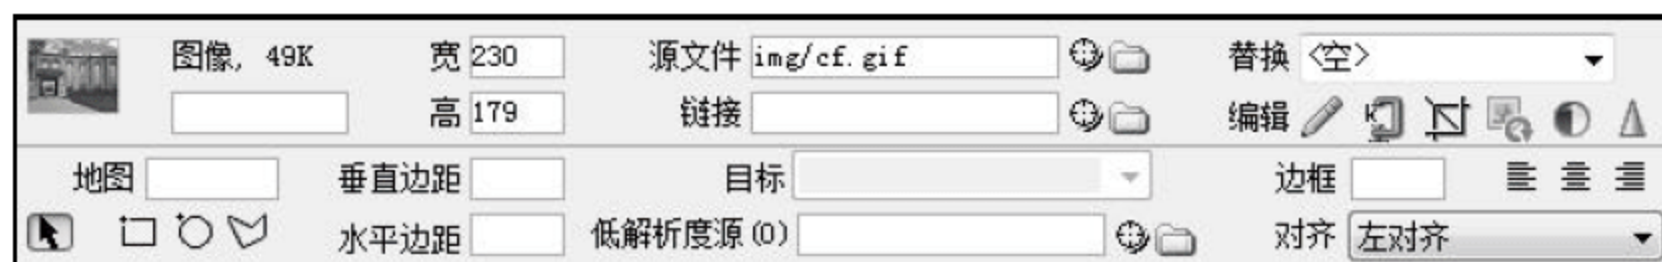 图像, 49K 宽 230 源文件 img/cf.gif 替换 <空>
高 179 链接 编辑
地图 垂直边距 目标 边框
水平边距 低解析度源(0) 对齐 左对齐